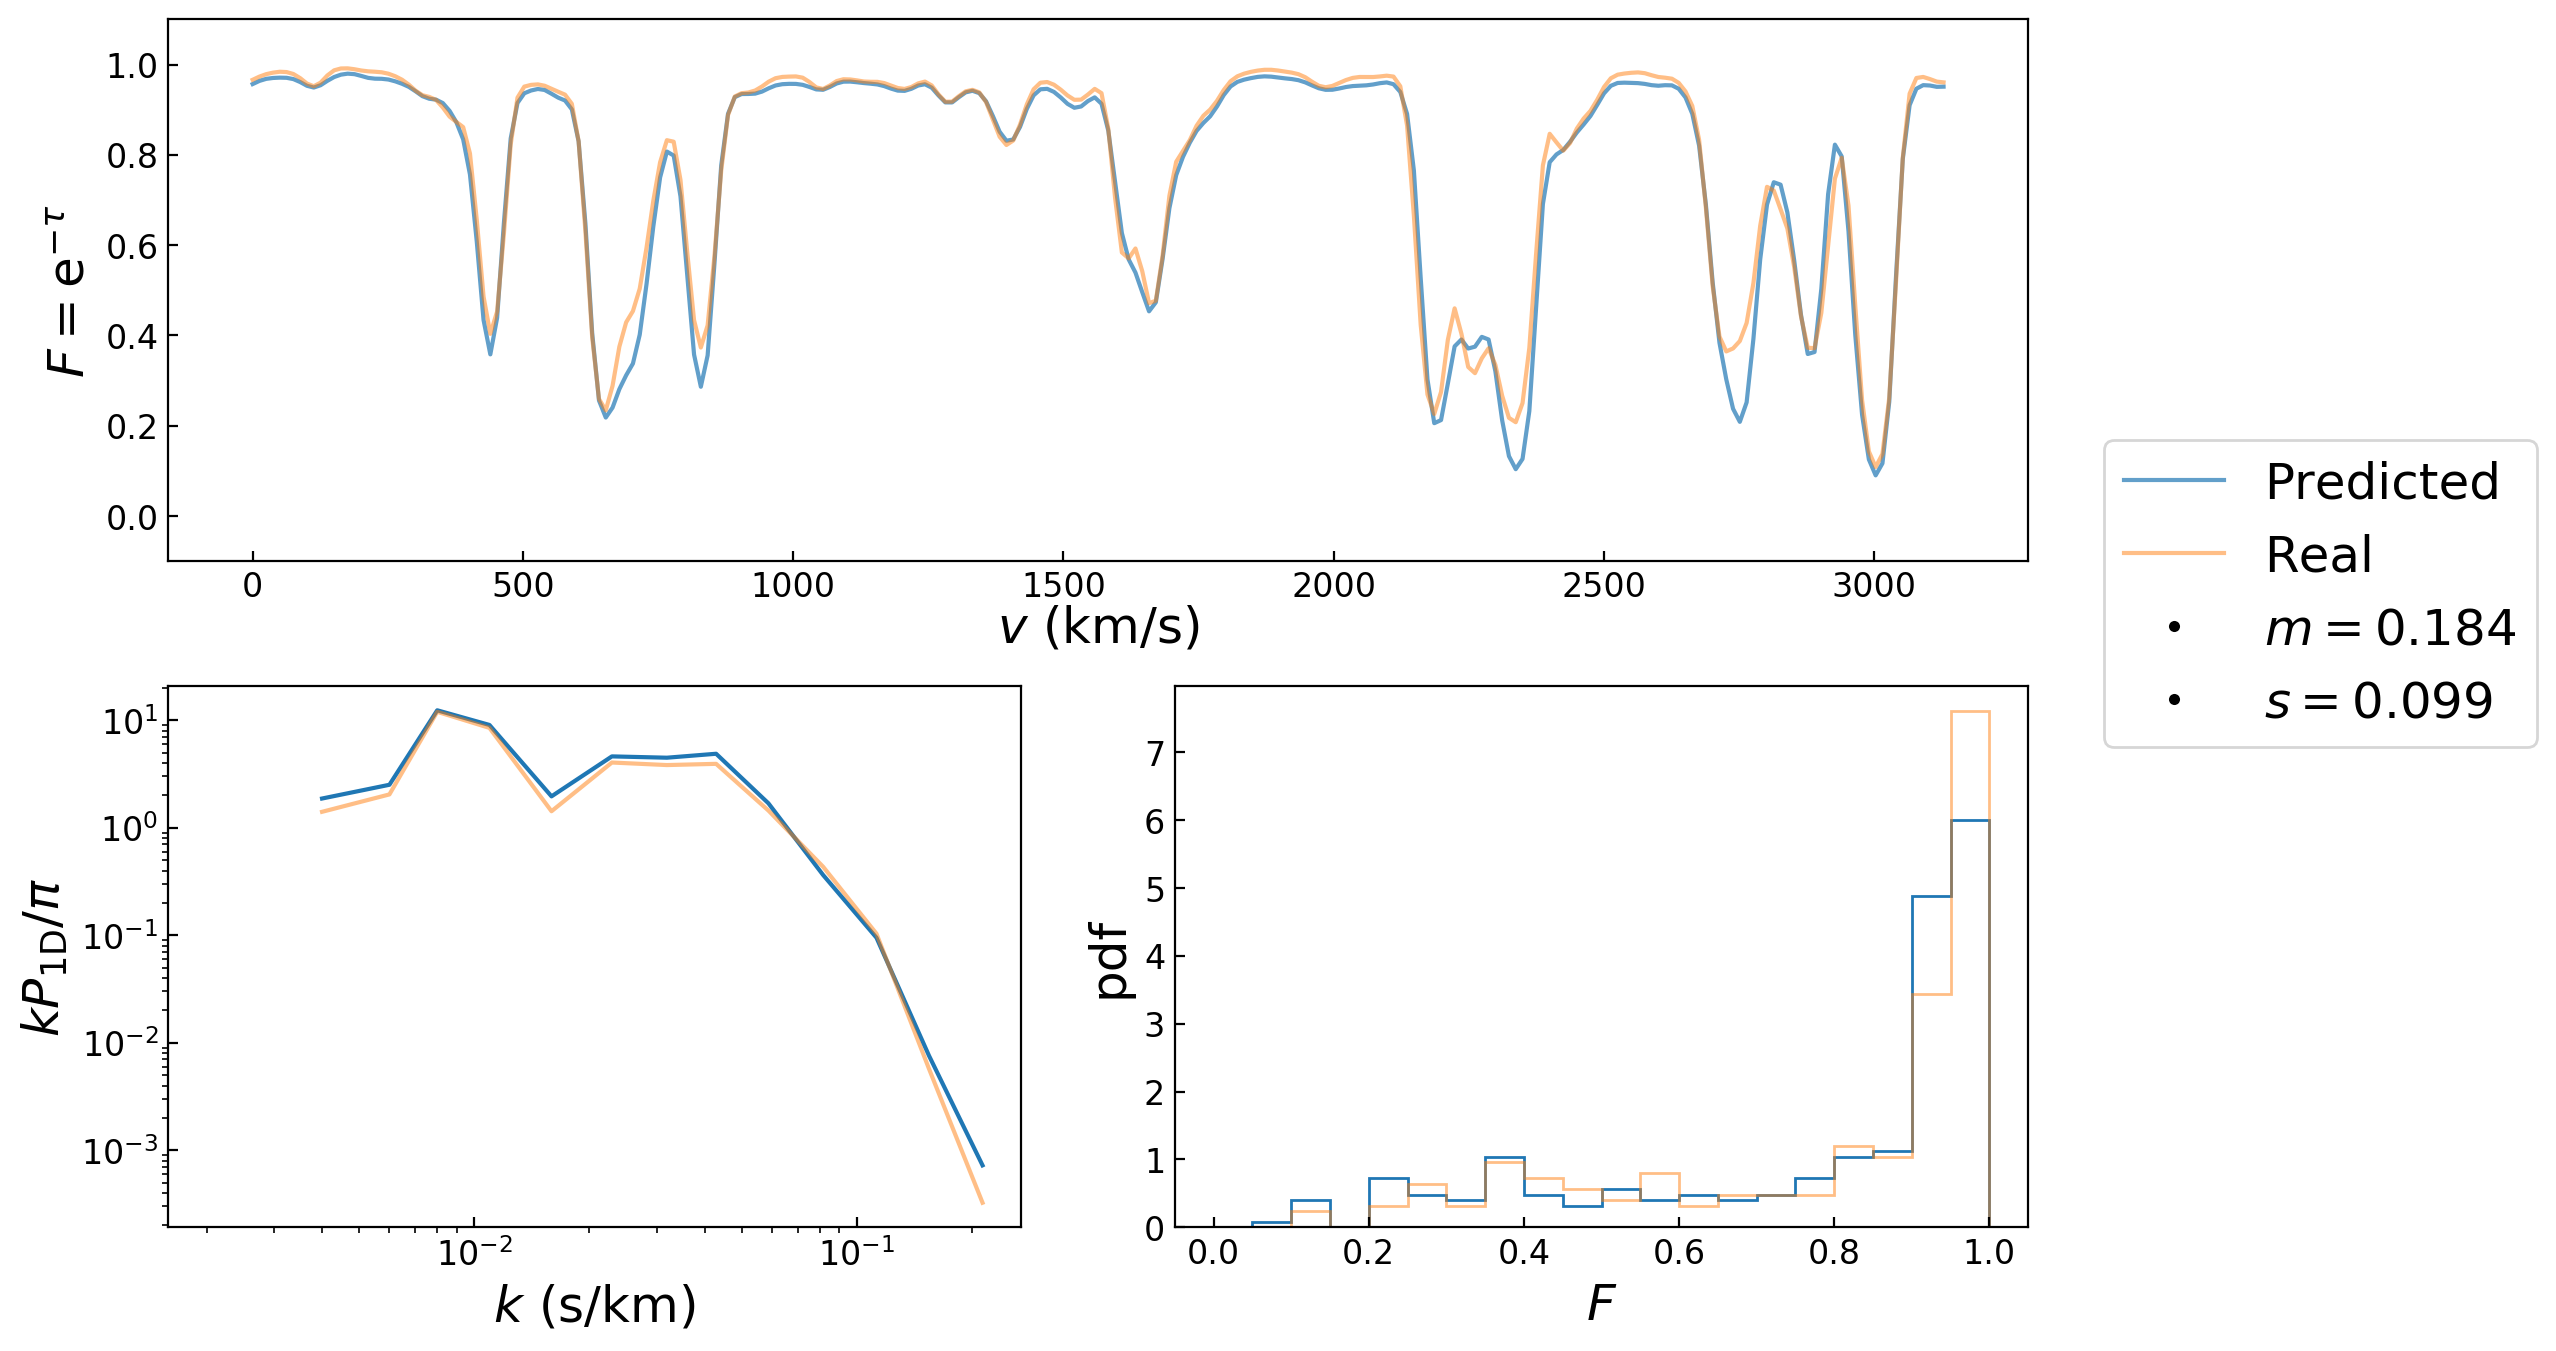 F = e^{−τ}
1.0
0.8
0.6
0.4
0.2
0.0
0 500 1000 1500 2000 2500 3000
v (km/s)
Predicted
Real
m = 0.184
s = 0.099
kP_{1D}/π
10^1
10^0
10^{−1}
10^{−2}
10^{−3}
10^{−2} 10^{−1}
k (s/km)
pdf
7
6
5
4
3
2
1
0
0.0 0.2 0.4 0.6 0.8 1.0
F